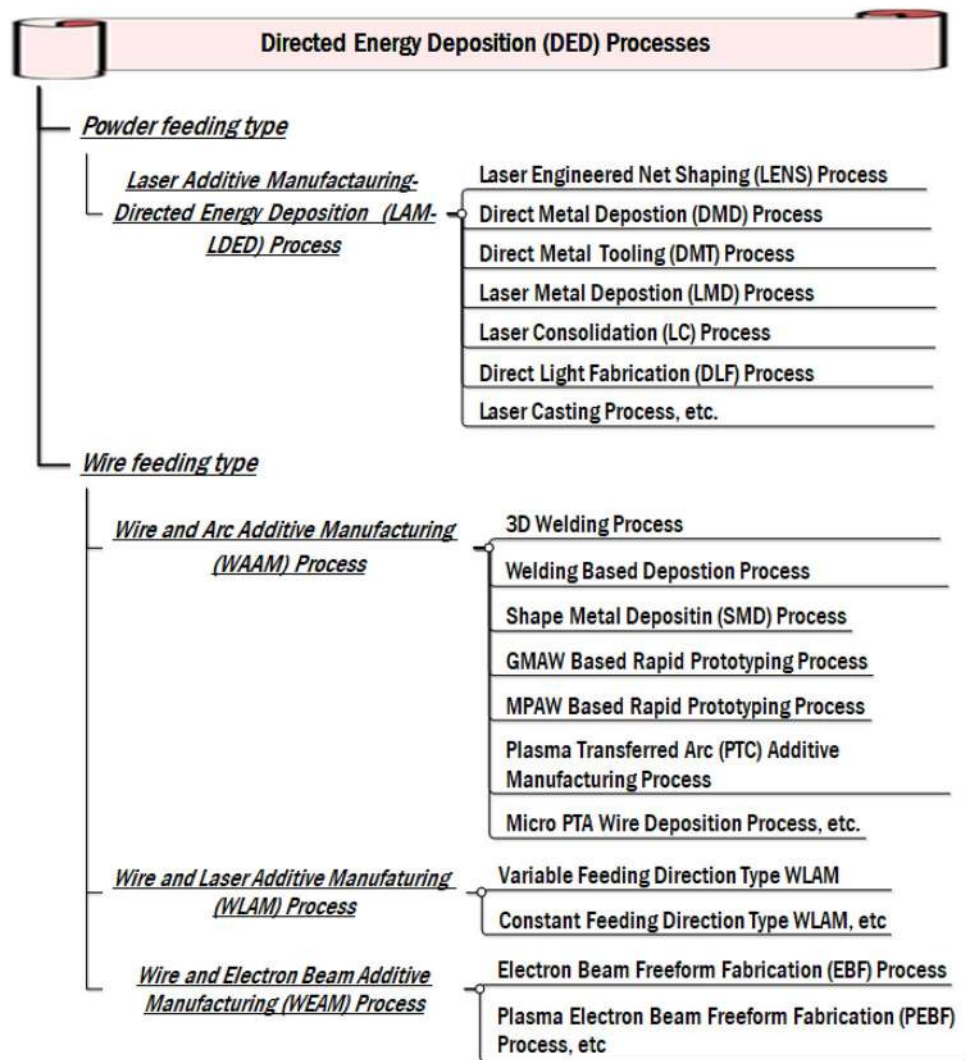 Directed Energy Deposition (DED) Processes
Powder feeding type
Laser Additive Manufactauring-
Directed Energy Deposition (LAM-
LDED) Process
Laser Engineered Net Shaping (LENS) Process
Direct Metal Depostion (DMD) Process
Direct Metal Tooling (DMT) Process
Laser Metal Depostion (LMD) Process
Laser Consolidation (LC) Process
Direct Light Fabrication (DLF) Process
Laser Casting Process, etc.
Wire feeding type
Wire and Arc Additive Manufacturing
(WAAM) Process
3D Welding Process
Welding Based Depostion Process
Shape Metal Depositin (SMD) Process
GMAW Based Rapid Prototyping Process
MPAW Based Rapid Prototyping Process
Plasma Transferred Arc (PTC) Additive
Manufacturing Process
Micro PTA Wire Deposition Process, etc.
Wire and Laser Additive Manufaturing
(WLAM) Process
Variable Feeding Direction Type WLAM
Constant Feeding Direction Type WLAM, etc
Wire and Electron Beam Additive
Manufacturing (WEAM) Process
Electron Beam Freeform Fabrication (EBF) Process
Plasma Electron Beam Freeform Fabrication (PEBF)
Process, etc